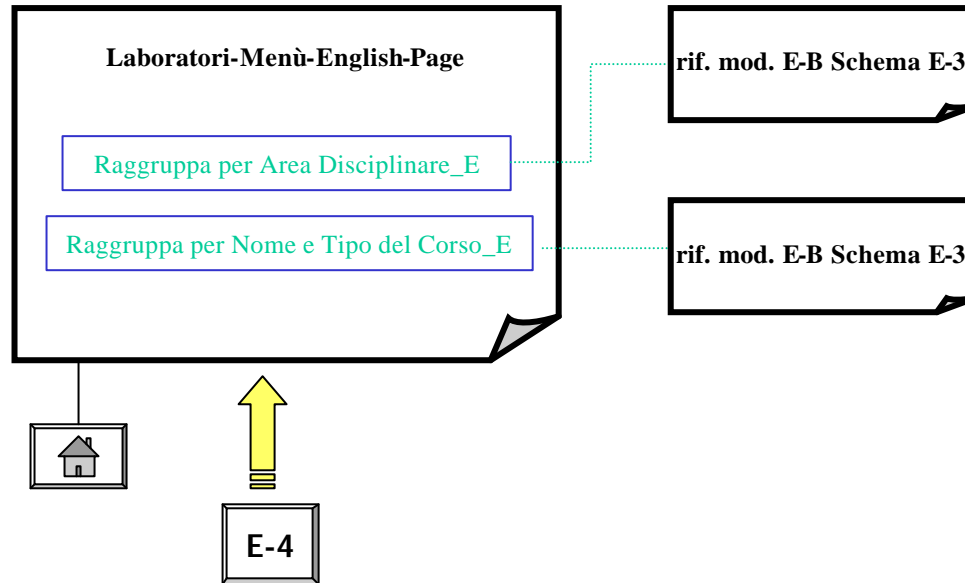 Laboratori-Menù-English-Page
rif. mod. E-B Schema E-3
Raggruppa per Area Disciplinare_E
Raggruppa per Nome e Tipo del Corso_E
rif. mod. E-B Schema E-3
E-4